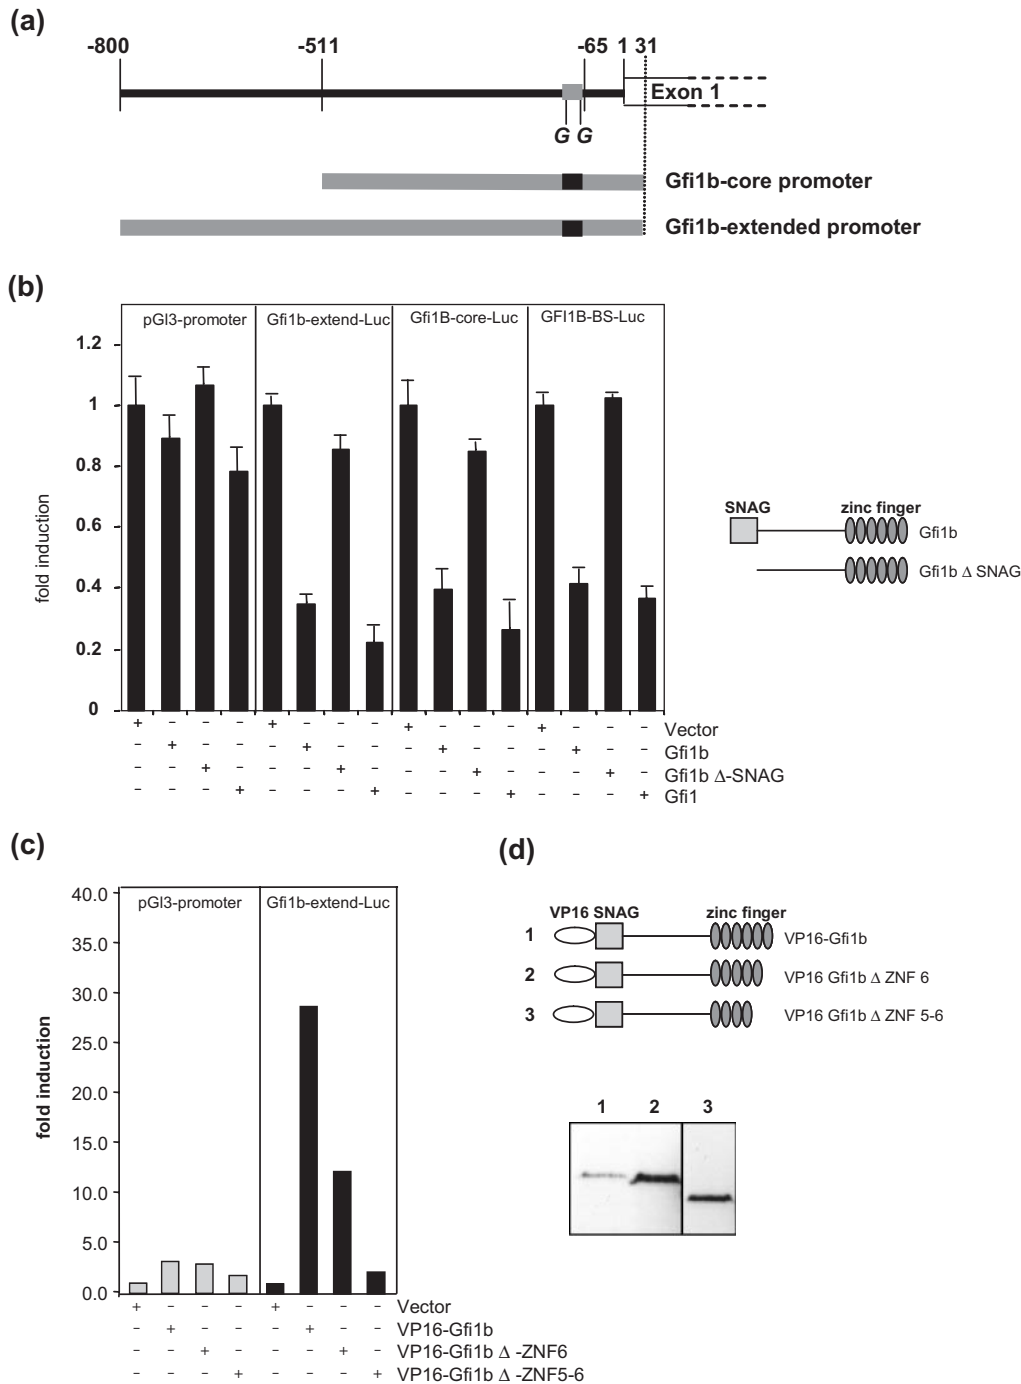 (a)
-800 -511 -65 1 31
Exon 1
G G
Gfi1b-core promoter
Gfi1b-extended promoter
(b)
pGl3-promoter Gfi1b-extend-Luc Gfi1B-core-Luc GFI1B-BS-Luc
1.2
1
0.8
0.6
0.4
0.2
0
fold induction
+ - - - + - - - + - - - + - - - Vector
- + - - - + - - - + - - - + - - Gfi1b
- - + - - - + - - - + - - - + - Gfi1b Δ-SNAG
- - - + - - - + - - - + - - - + Gfi1
SNAG zinc finger
Gfi1b
Gfi1b Δ SNAG
(c)
pGl3-promoter Gfi1b-extend-Luc
40.0
35.0
30.0
25.0
20.0
15.0
10.0
5.0
0.0
fold induction
+ - - - + - - - Vector
- + - - - + - - VP16-Gfi1b
- - + - - - + - VP16-Gfi1b Δ -ZNF6
- - - + - - - + VP16-Gfi1b Δ -ZNF5-6
(d)
VP16 SNAG zinc finger
1 VP16-Gfi1b
2 VP16 Gfi1b Δ ZNF 6
3 VP16 Gfi1b Δ ZNF 5-6
1 2 3